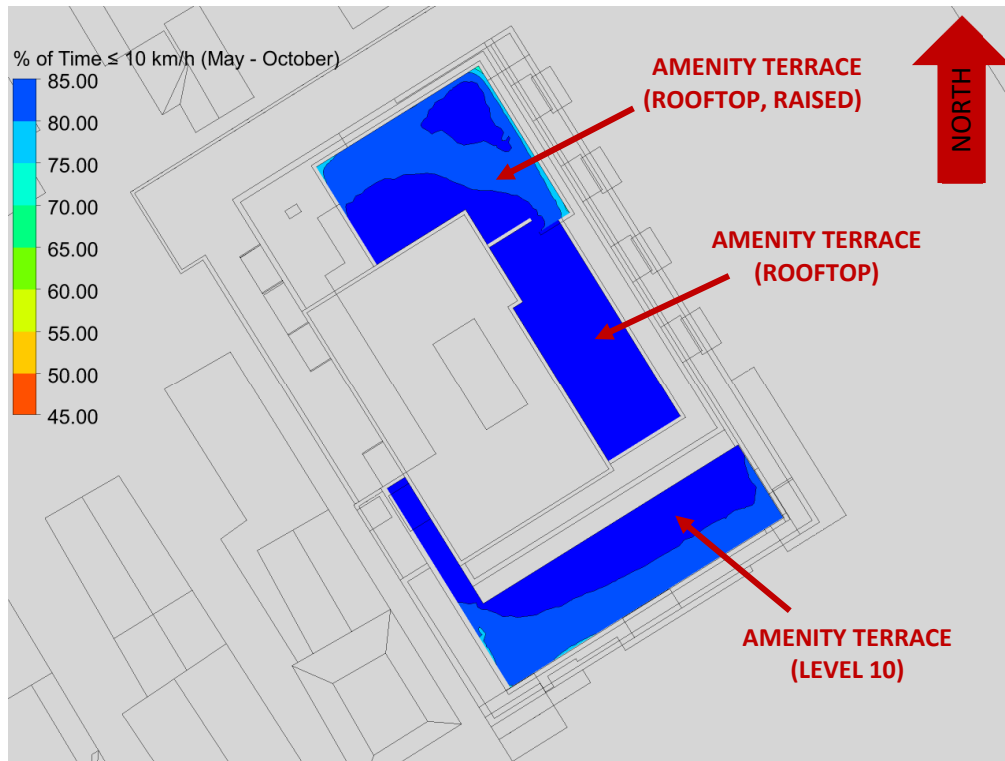 % of Time ≤ 10 km/h (May - October)
85.00
80.00
75.00
70.00
65.00
60.00
55.00
50.00
45.00
AMENITY TERRACE
(ROOFTOP, RAISED)
NORTH
AMENITY TERRACE
(ROOFTOP)
AMENITY TERRACE
(LEVEL 10)